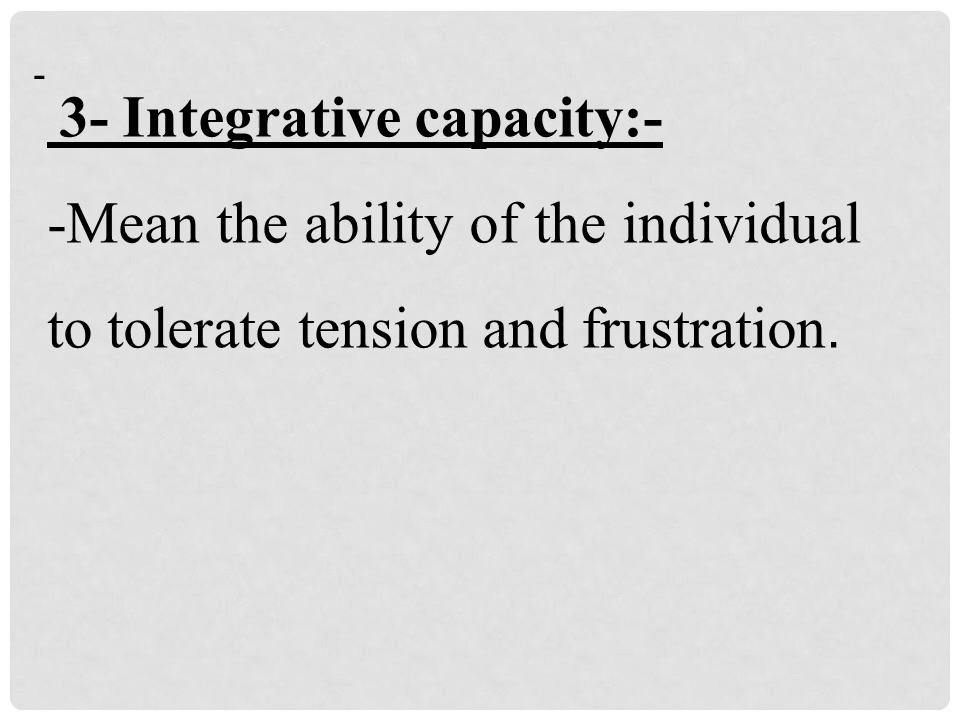 -
3- Integrative capacity:-
-Mean the ability of the individual
to tolerate tension and frustration.